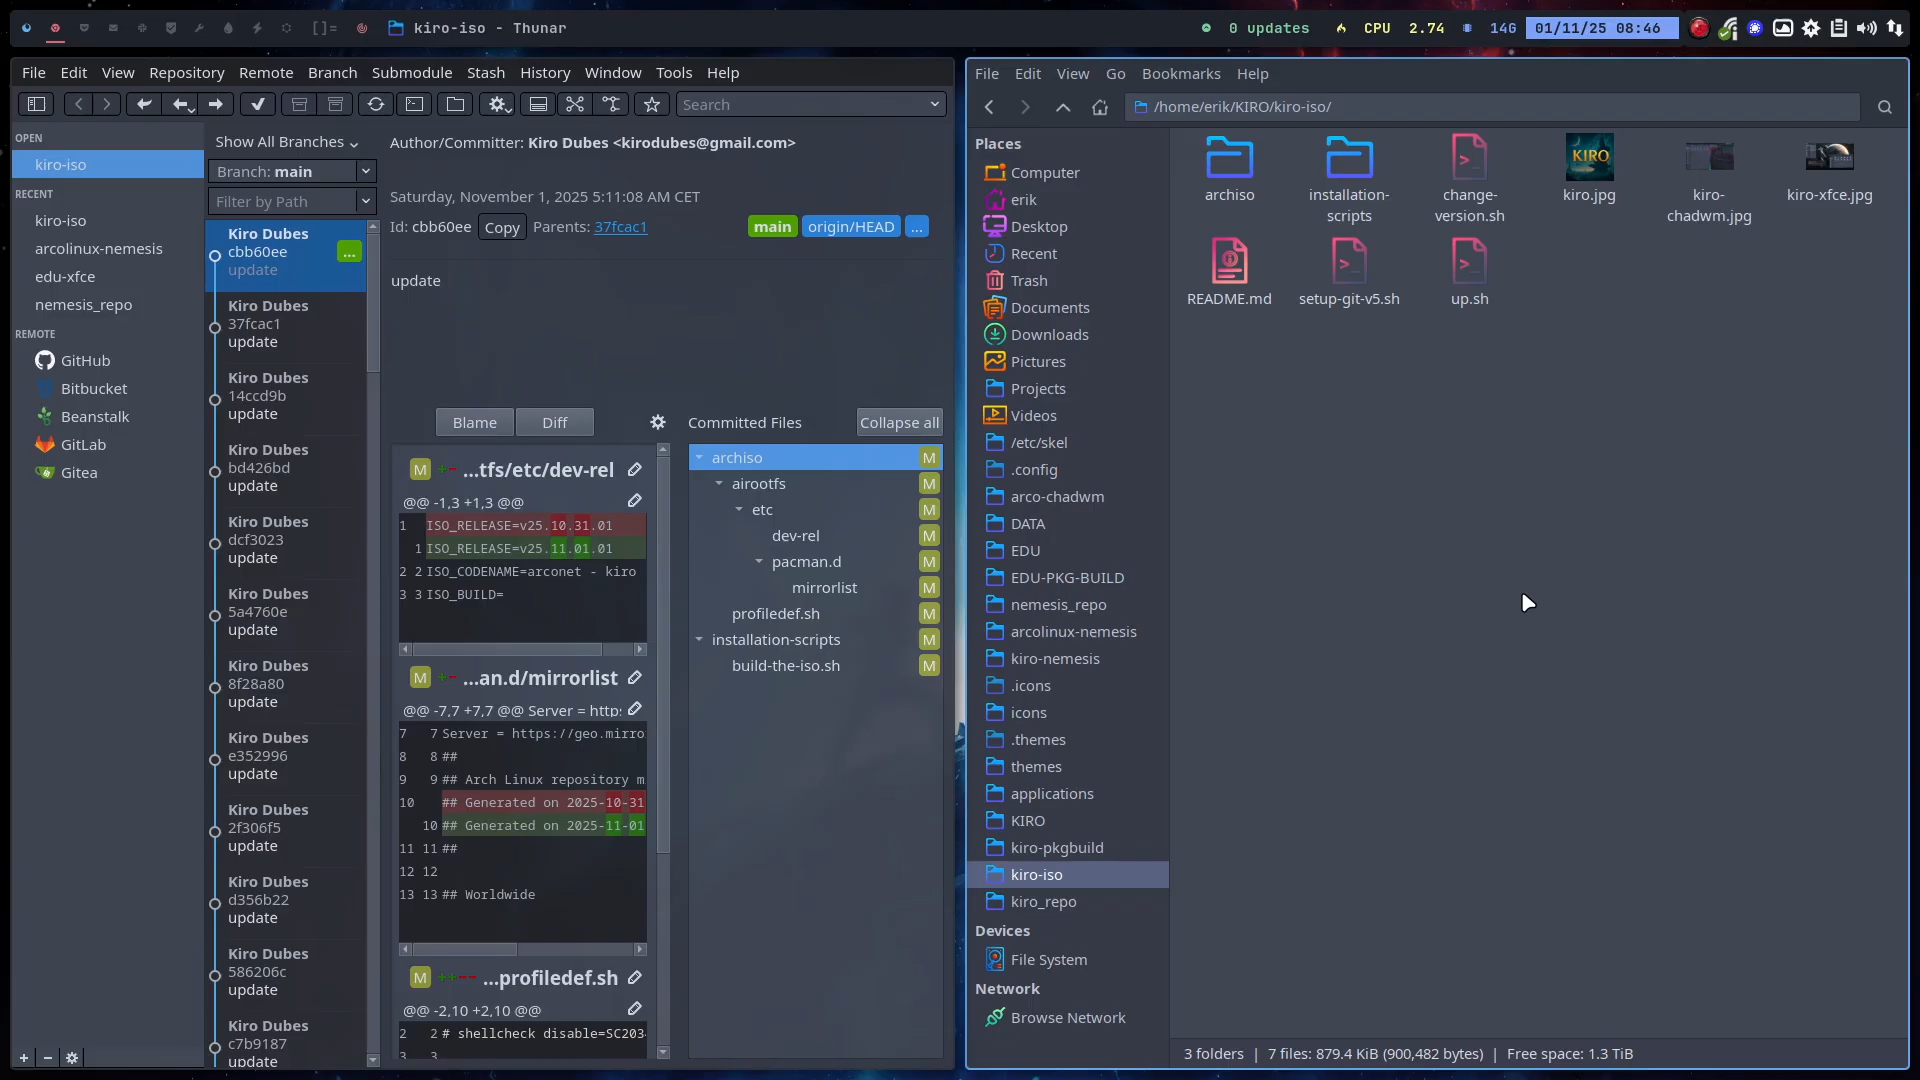 []=
kiro-iso - Thunar
0 updates
CPU 2.74
14G
01/11/25 08:46
File Edit View Repository Remote Branch Submodule Stash History Window Tools Help
Search
OPEN
kiro-iso
RECENT
kiro-iso
arcolinux-nemesis
edu-xfce
nemesis_repo
REMOTE
GitHub
Bitbucket
Beanstalk
GitLab
Gitea
Show All Branches
Branch: main
Filter by Path
Kiro Dubes
cbb60ee
update
...
Kiro Dubes
37fcac1
update
Kiro Dubes
14ccd9b
update
Kiro Dubes
bd426bd
update
Kiro Dubes
dcf3023
update
Kiro Dubes
5a4760e
update
Kiro Dubes
8f28a80
update
Kiro Dubes
e352996
update
Kiro Dubes
2f306f5
update
Kiro Dubes
d356b22
update
Kiro Dubes
586206c
update
Kiro Dubes
c7b9187
update
Author/Committer: Kiro Dubes <kirodubes@gmail.com>
Saturday, November 1, 2025 5:11:08 AM CET
Id: cbb60ee Copy Parents: 37fcac1 main origin/HEAD ...
update
Blame Diff
M +- ...tfs/etc/dev-rel
@@ -1,3 +1,3 @@
1 ISO_RELEASE=v25.10.31.01
1 ISO_RELEASE=v25.11.01.01
2 2 ISO_CODENAME=arconet - kiro
3 3 ISO_BUILD=
M +- ...an.d/mirrorlist
@@ -7,7 +7,7 @@ Server = http:
7 7 Server = https://geo.mirro
8 8 ##
9 9 ## Arch Linux repository m
10 ## Generated on 2025-10-31
10 ## Generated on 2025-11-01
11 11 ##
12 12
13 13 ## Worldwide
M ++-- ...profiledef.sh
@@ -2,10 +2,10 @@
2 2 # shellcheck disable=SC203
3 3
Committed Files Collapse all
archiso M
airootfs M
etc M
dev-rel M
pacman.d M
mirrorlist M
profiledef.sh M
installation-scripts M
build-the-iso.sh M
File Edit View Go Bookmarks Help
/home/erik/KIRO/kiro-iso/
Places
Computer
erik
Desktop
Recent
Trash
Documents
Downloads
Pictures
Projects
Videos
/etc/skel
.config
arco-chadwm
DATA
EDU
EDU-PKG-BUILD
nemesis_repo
arcolinux-nemesis
kiro-nemesis
.icons
icons
.themes
themes
applications
KIRO
kiro-pkgbuild
kiro-iso
kiro_repo
Devices
File System
Network
Browse Network
archiso
installation-
scripts
change-
version.sh
KIRO
kiro.jpg
kiro-
chadwm.jpg
kiro-xfce.jpg
README.md
setup-git-v5.sh
up.sh
3 folders | 7 files: 879.4 KiB (900,482 bytes) | Free space: 1.3 TiB